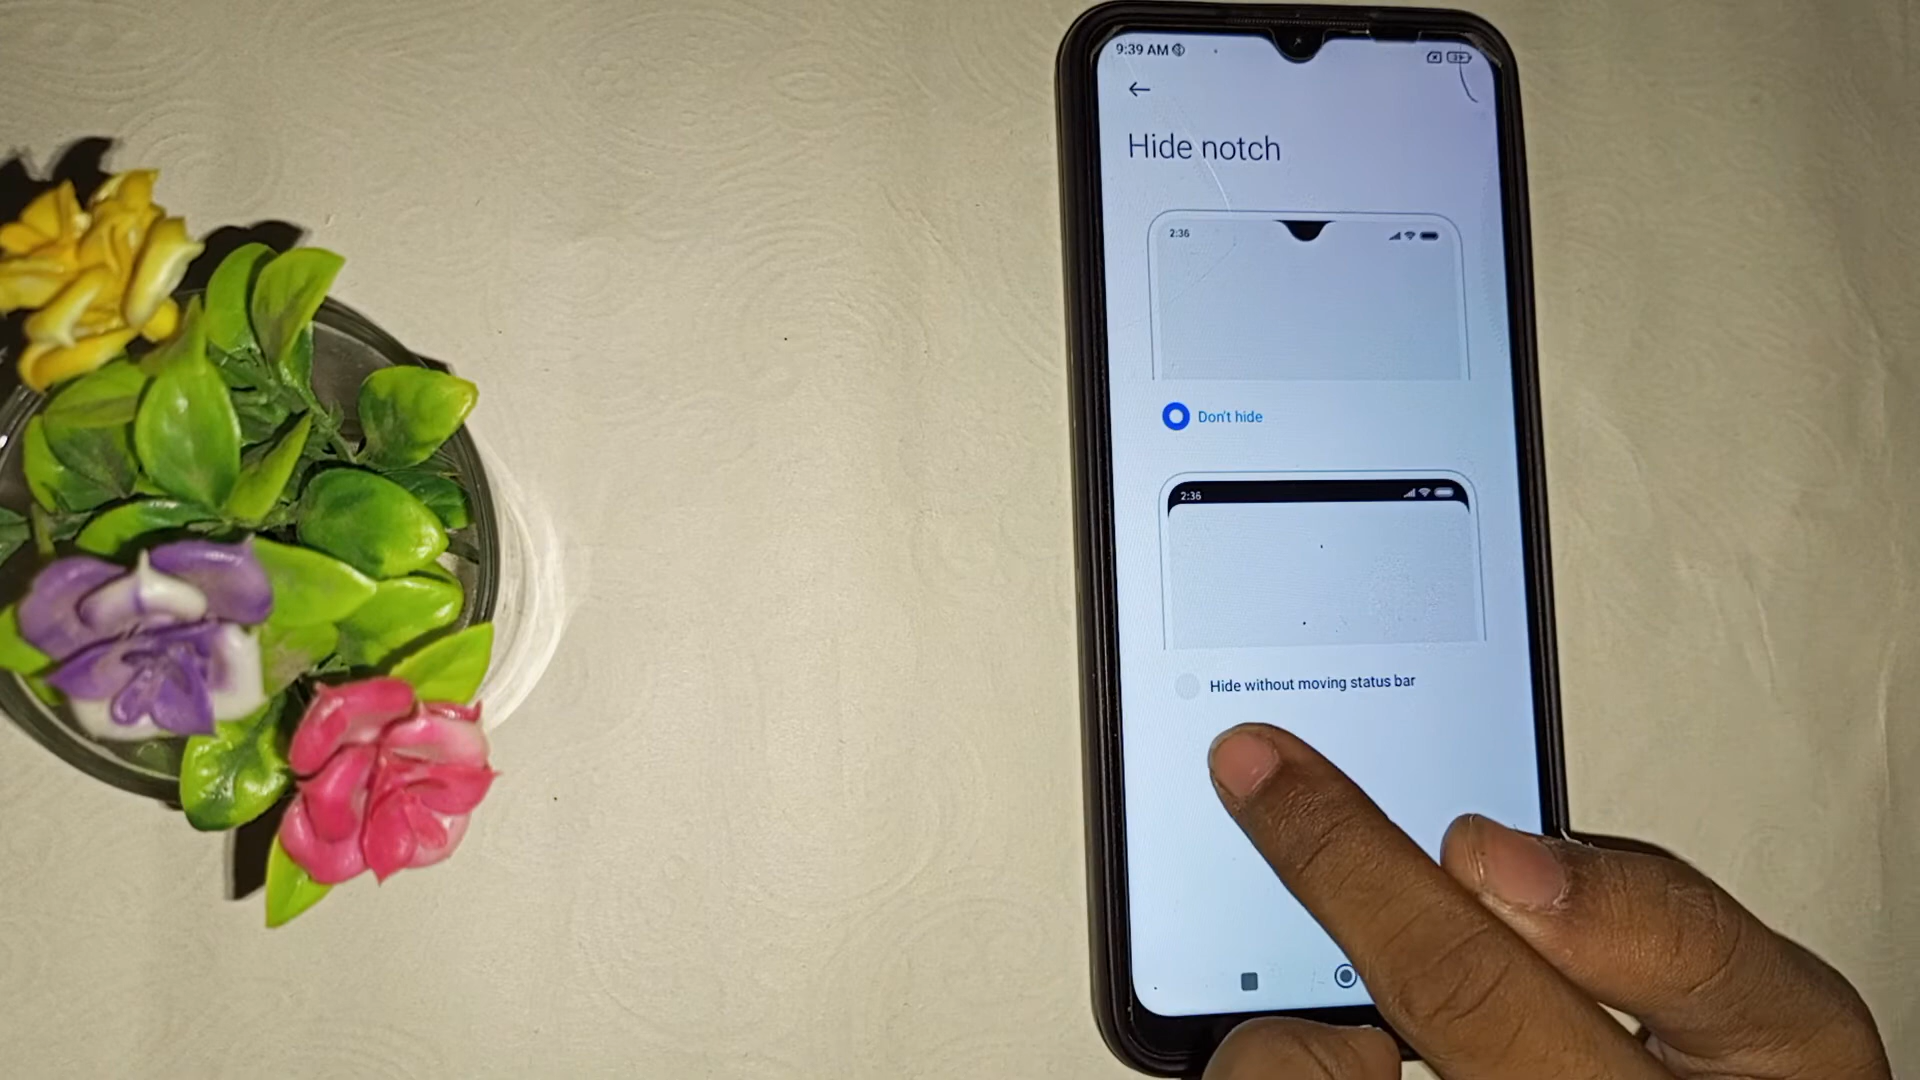 9:39 AM
Hide notch
2:36
Don't hide
2:36
Hide without moving status bar